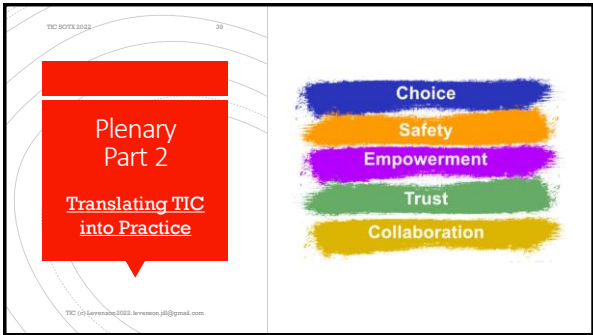 TIC SOTX 2022
39
Plenary
Part 2
Translating TIC
into Practice
TIC (c) Levenson 2022. levenson.jill@gmail.com
Choice
Safety
Empowerment
Trust
Collaboration